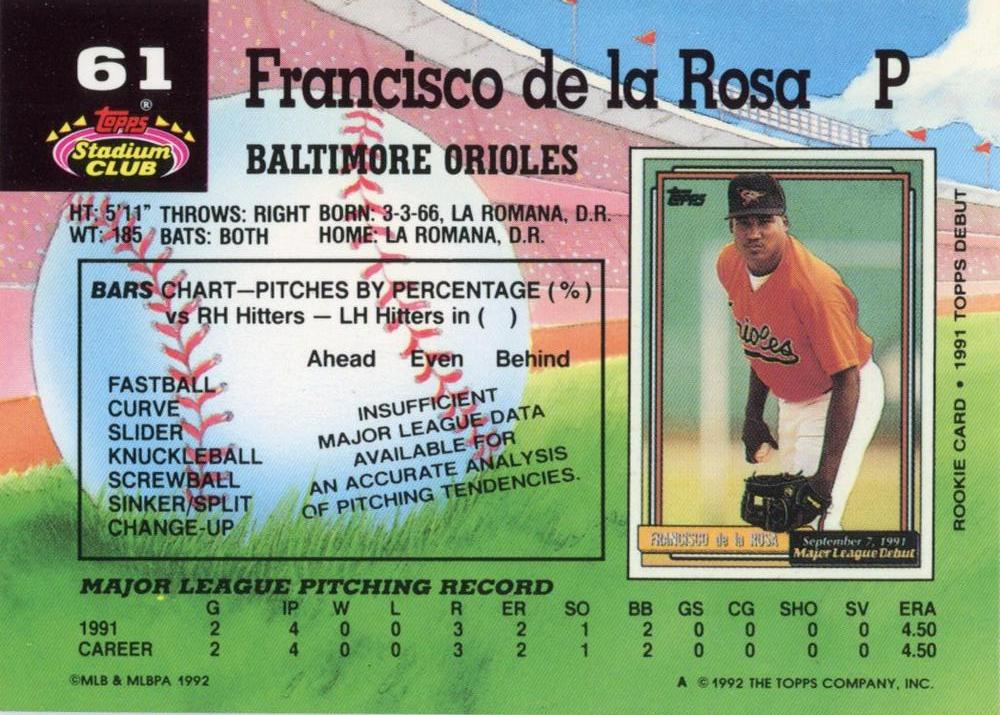 61
Topps ®
Stadium
CLUB
Francisco de la Rosa P
BALTIMORE ORIOLES
HT: 5'11" THROWS: RIGHT BORN: 3-3-66, LA ROMANA, D.R.
WT: 185 BATS: BOTH HOME: LA ROMANA, D.R.
BARS CHART—PITCHES BY PERCENTAGE (%)
vs RH Hitters — LH Hitters in ( )
Ahead Even Behind
FASTBALL
CURVE
SLIDER
KNUCKLEBALL
SCREWBALL
SINKER/SPLIT
CHANGE-UP
INSUFFICIENT
MAJOR LEAGUE DATA
AVAILABLE FOR
AN ACCURATE ANALYSIS
OF PITCHING TENDENCIES.
TOPPS
Orioles
FRANCISCO de la ROSA
September 7, 1991
Major League Debut
ROOKIE CARD • 1991 TOPPS DEBUT
MAJOR LEAGUE PITCHING RECORD
G IP W L R ER SO BB GS CG SHO SV ERA
1991 2 4 0 0 3 2 1 2 0 0 0 0 4.50
CAREER 2 4 0 0 3 2 1 2 0 0 0 0 4.50
©MLB & MLBPA 1992
A © 1992 THE TOPPS COMPANY, INC.